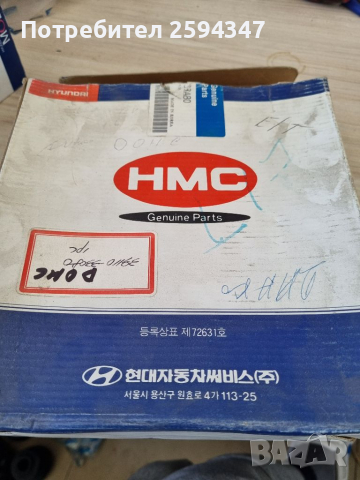 Потребител 2594347
HYUNDAI
Genuine
Parts
HMC
Genuine Parts
DOHC
1PC
등록상표 제 72631호
현대자동차써비스(주)
서울시 용산구 원효로 4가 113-25
BAZAR